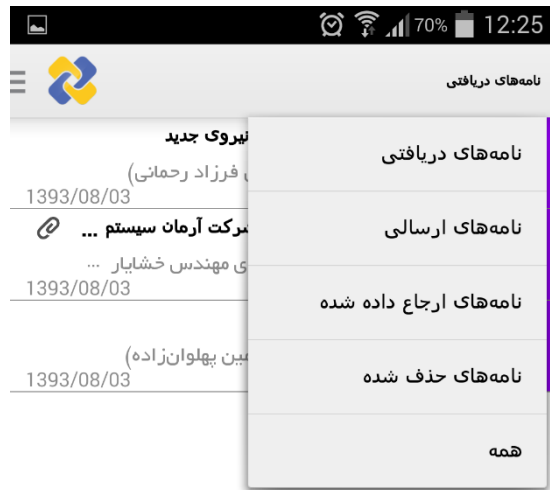 70% 12:25
نامه‌های دریافتی
نیروی جدید
فرزاد رحمانی)
1393/08/03
شرکت آرمان سیستم ...
ی مهندس خشایار ...
1393/08/03
مین پهلوان‌زاده)
1393/08/03
نامه‌های دریافتی
نامه‌های ارسالی
نامه‌های ارجاع داده شده
نامه‌های حذف شده
همه